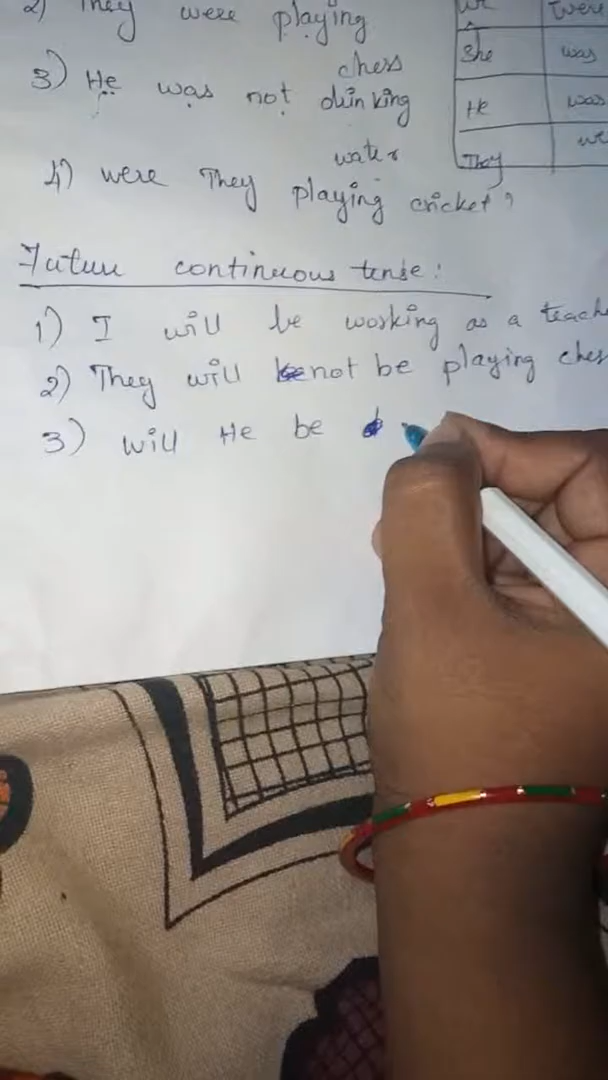 2) They were playing
chess
3) He was not drinking
water
4) were They playing cricket?
were
She was
He was
They we
Future continuous tense:
1) I will be working as a teach
2) They will not be playing ches
3) will He be